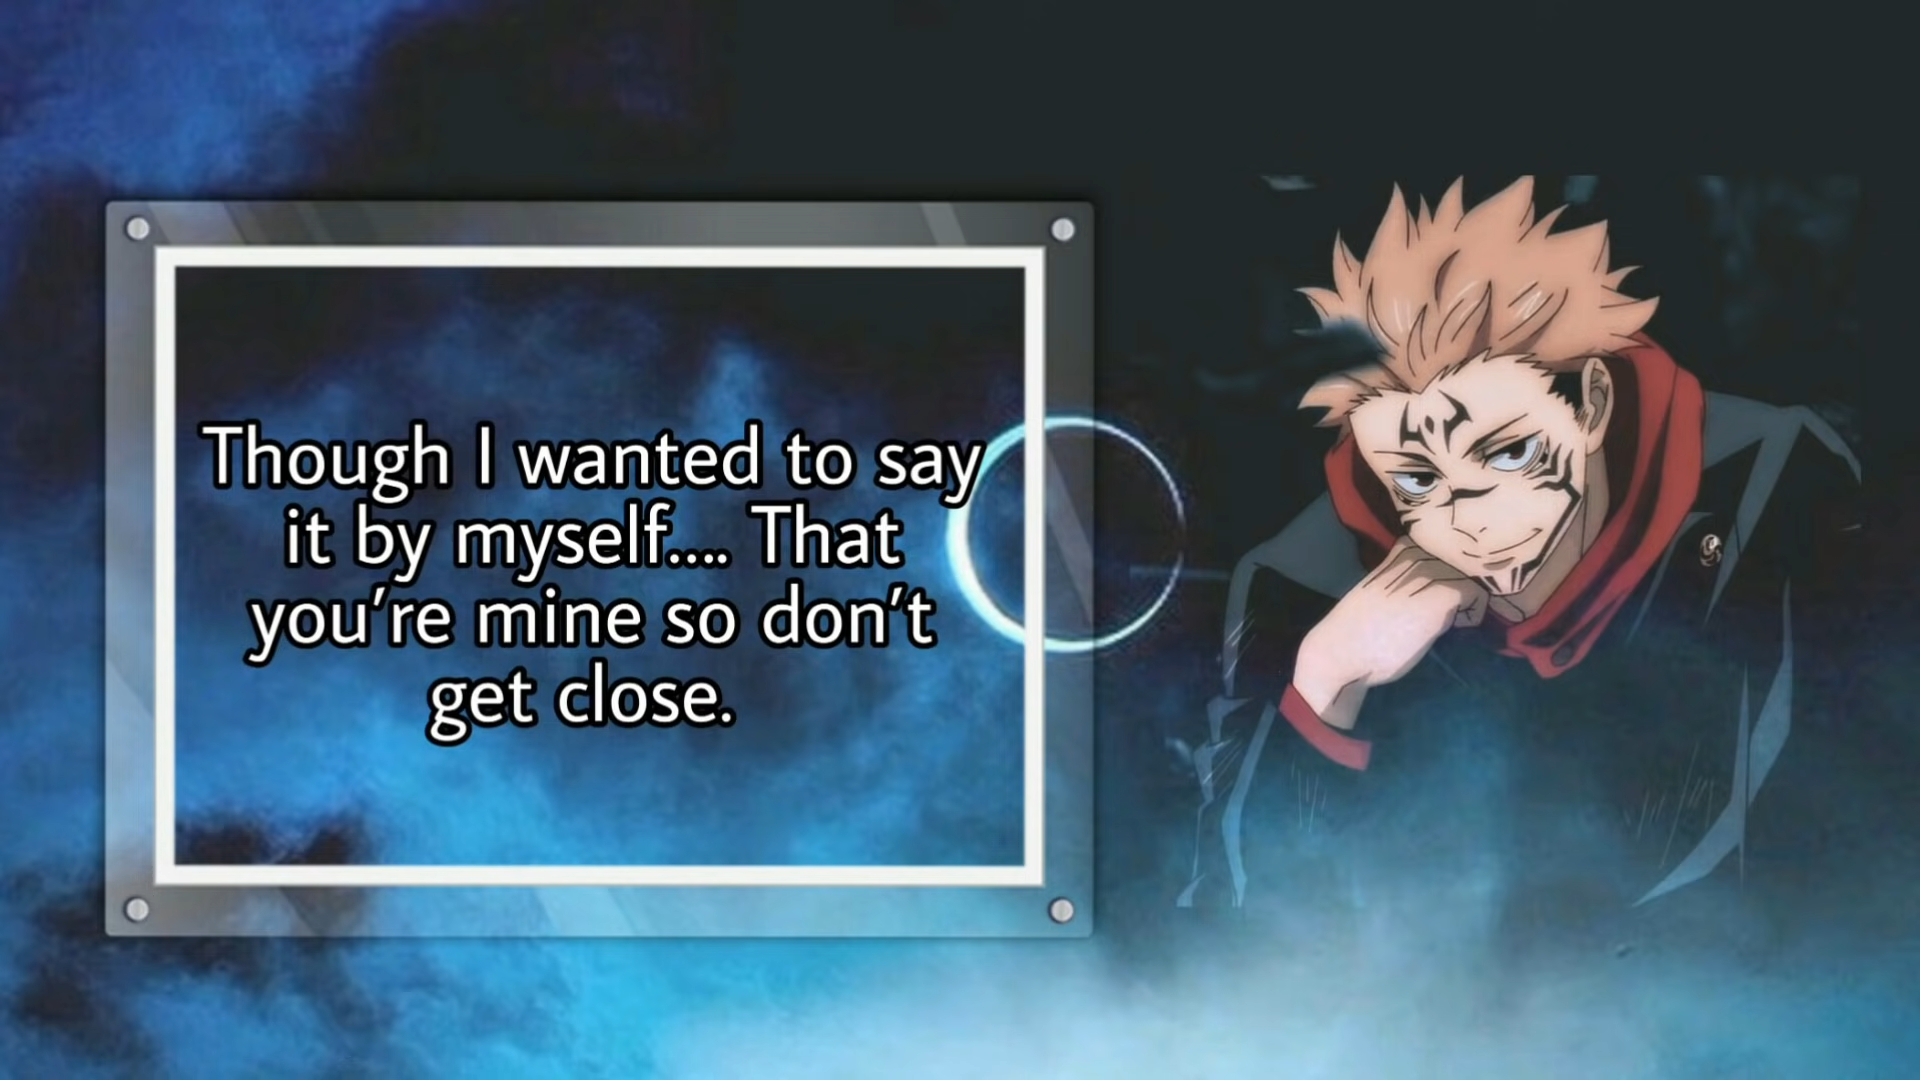 Though I wanted to say
it by myself.... That
you're mine so don't
get close.